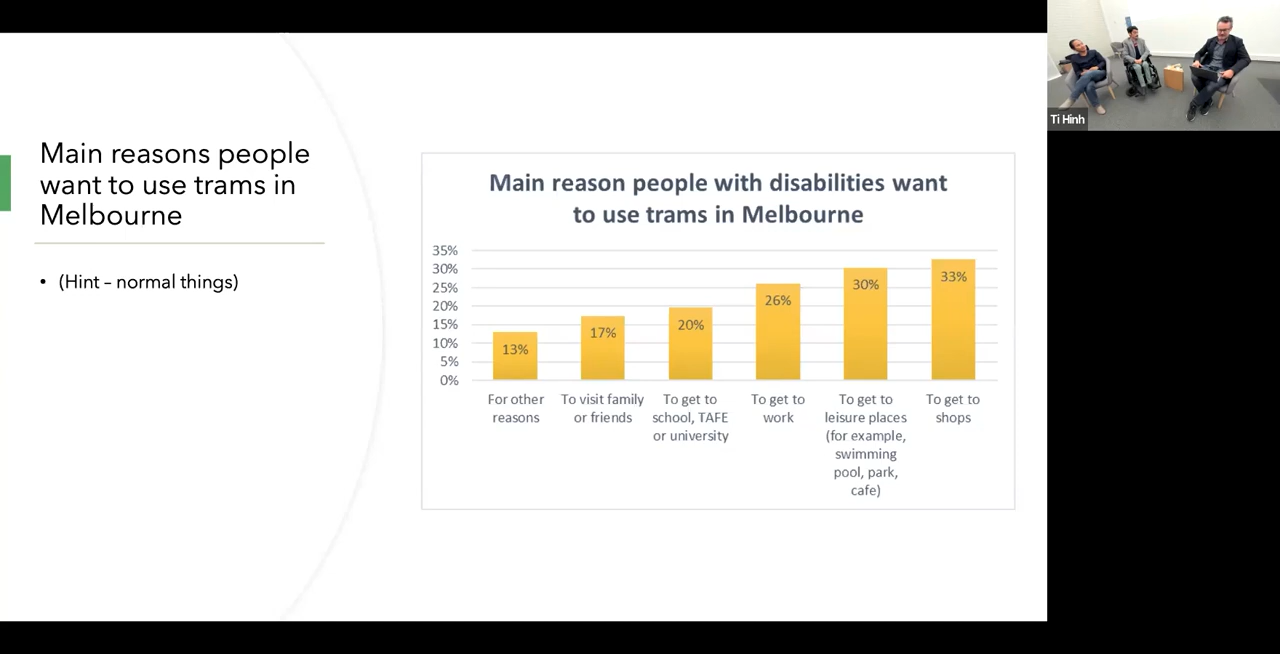 Main reasons people
want to use trams in
Melbourne
• (Hint – normal things)
Main reason people with disabilities want
to use trams in Melbourne
35%
30%
25%
20%
15%
10%
5%
0%
13%
17%
20%
26%
30%
33%
For other
reasons
To visit family
or friends
To get to
school, TAFE
or university
To get to
work
To get to
leisure places
(for example,
swimming
pool, park,
cafe)
To get to
shops
Ti Hinh